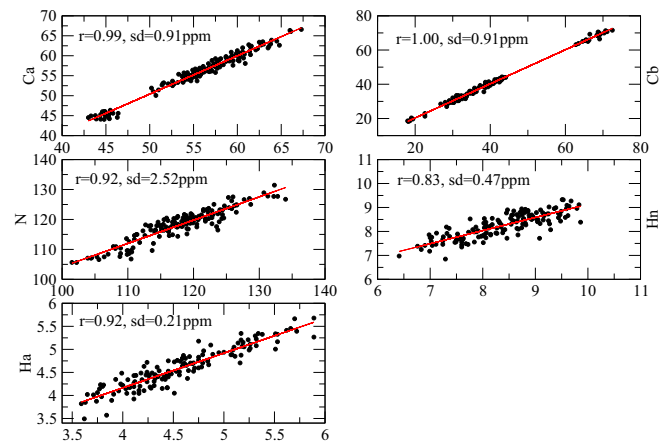 r=0.99, sd=0.91ppm
Ca
70
65
60
55
50
45
40
40 45 50 55 60 65 70
r=1.00, sd=0.91ppm
Cb
80
60
40
20
20 40 60 80
r=0.92, sd=2.52ppm
N
140
130
120
110
100
100 110 120 130 140
r=0.83, sd=0.47ppm
Hn
11
10
9
8
7
6
6 7 8 9 10 11
r=0.92, sd=0.21ppm
Ha
6
5.5
5
4.5
4
3.5
3.5 4 4.5 5 5.5 6